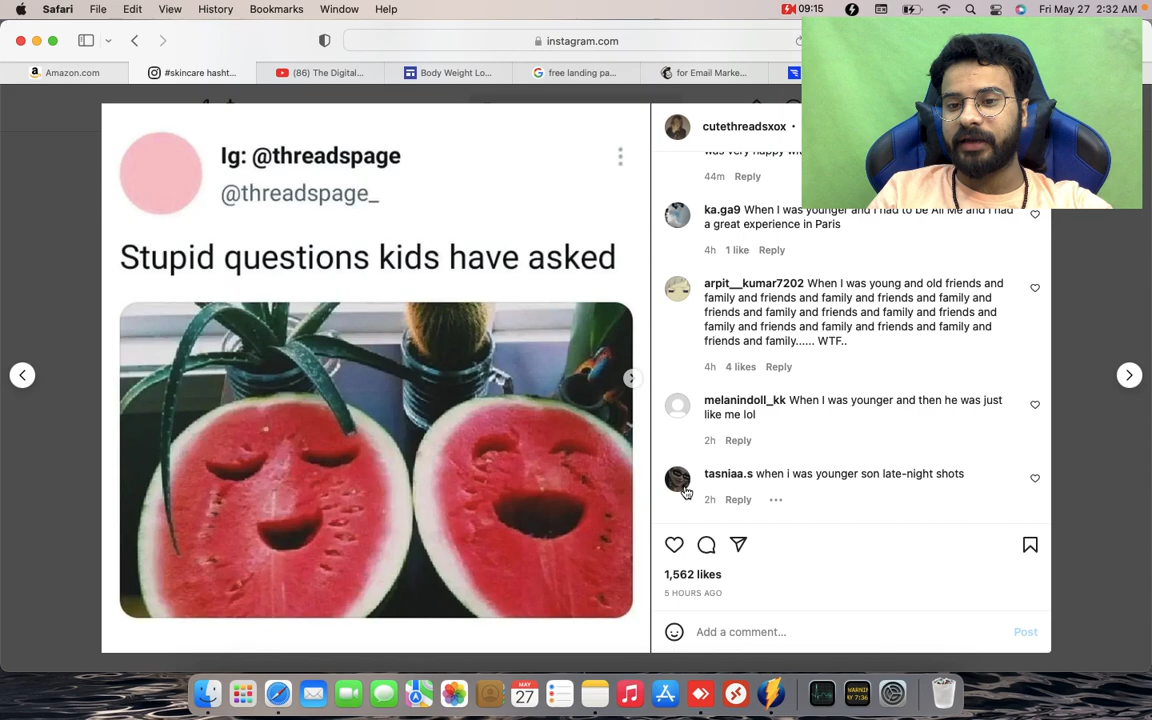 Safari File Edit View History Bookmarks Window Help 09:15 Fri May 27 2:32 AM
instagram.com
Amazon.com #skincare hasht... (86) The Digital... Body Weight Lo... free landing pa... for Email Marke...
Ig: @threadspage
@threadspage_
Stupid questions kids have asked
cutethreadsxox •
44m Reply
ka.ga9 When I was younger and I had to be All Me and I had
a great experience in Paris
4h 1 like Reply
arpit__kumar7202 When I was young and old friends and
family and friends and family and friends and family and
friends and family and friends and family and friends and
family and friends and family and friends and family and
friends and family...... WTF..
4h 4 likes Reply
melanindoll_kk When I was younger and then he was just
like me lol
2h Reply
tasniaa.s when i was younger son late-night shots
2h Reply
1,562 likes
5 HOURS AGO
Add a comment... Post
MAY
27